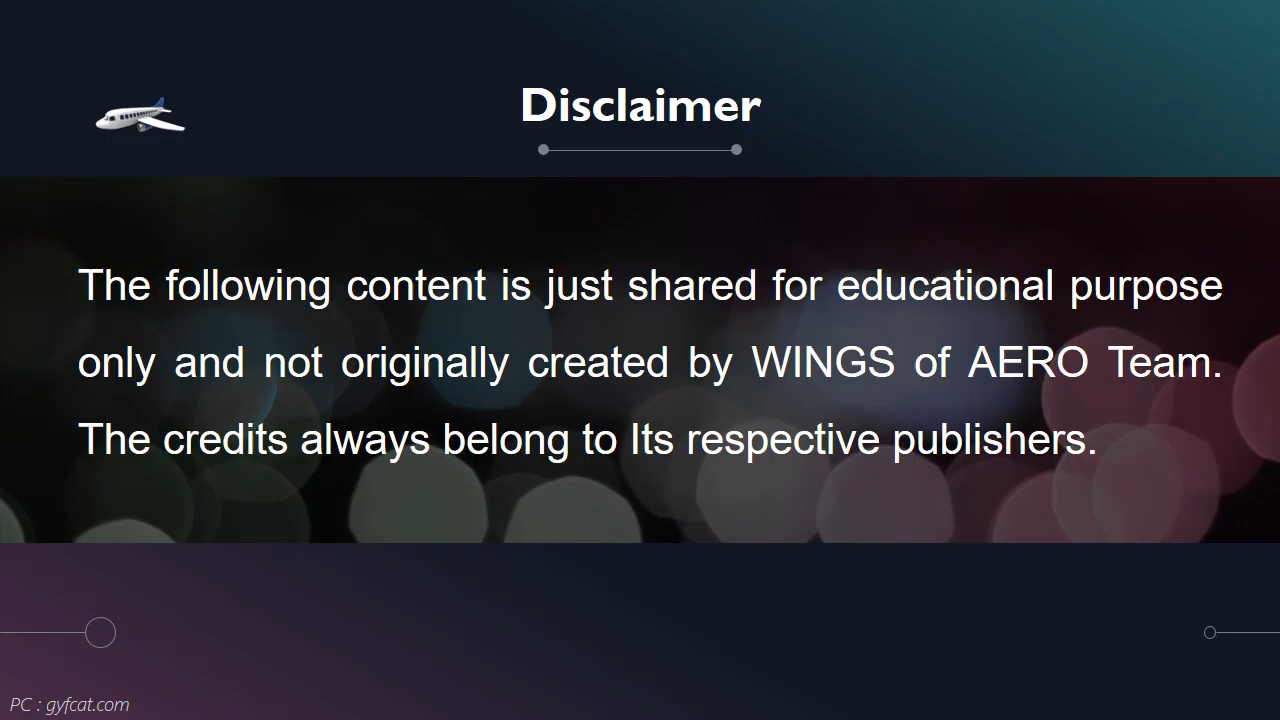 Disclaimer
The following content is just shared for educational purpose
only and not originally created by WINGS of AERO Team.
The credits always belong to Its respective publishers.
PC : gyfcat.com